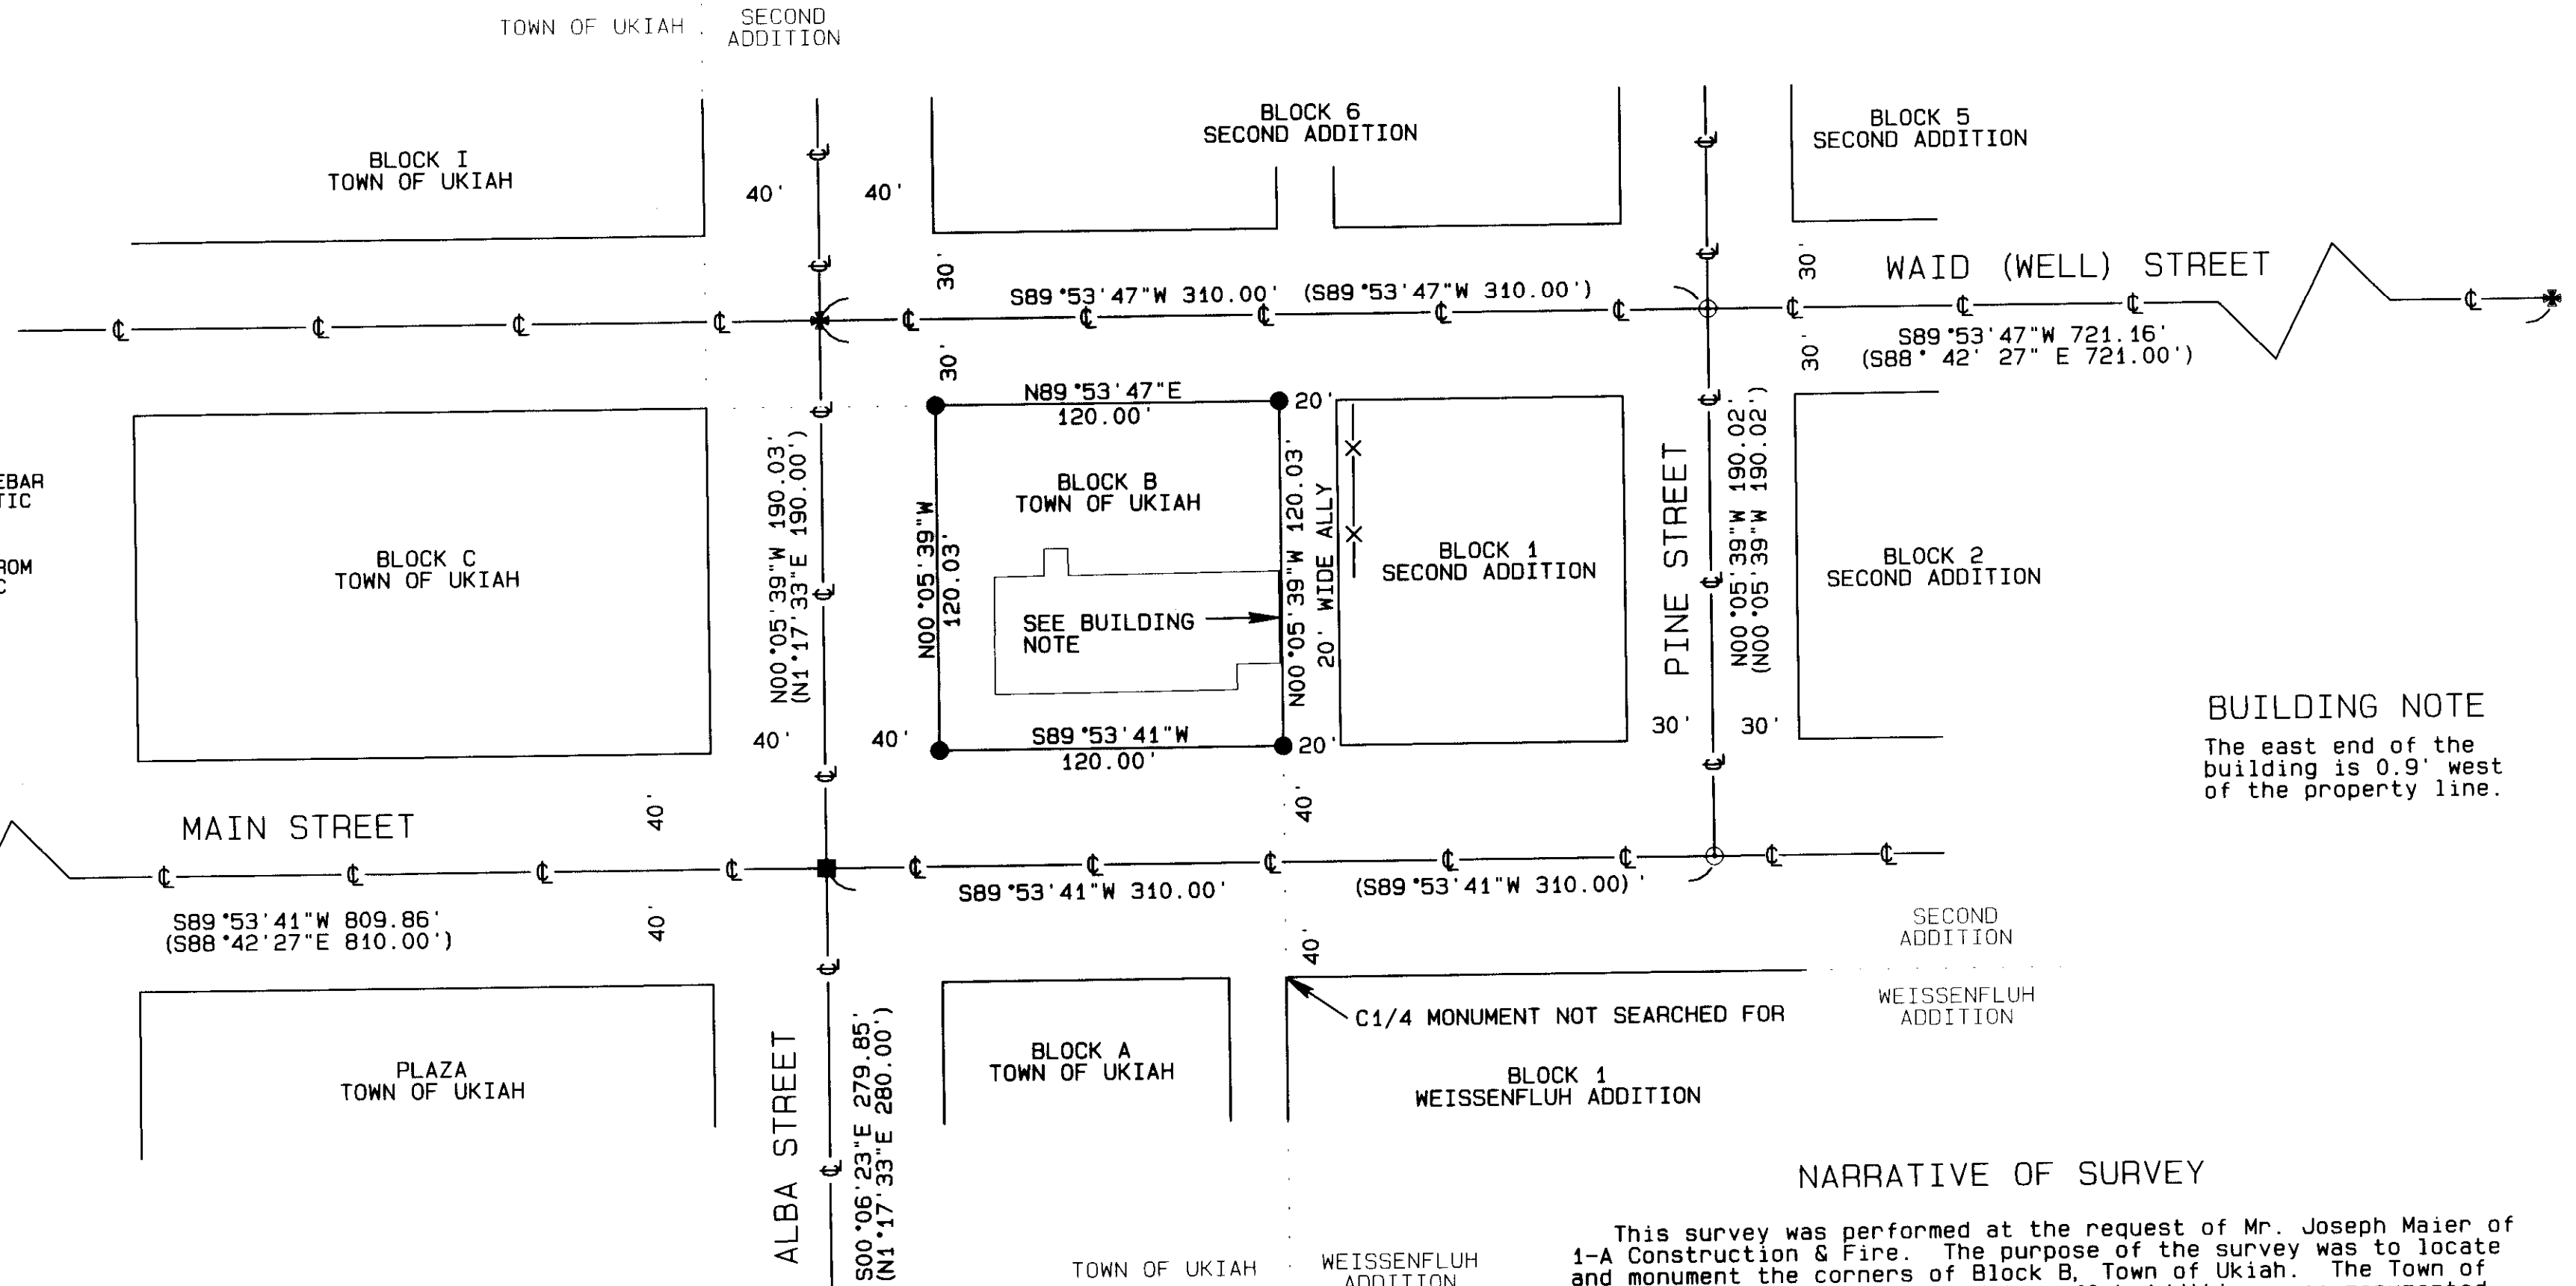 TOWN OF UKIAH
SECOND
ADDITION
BLOCK I
TOWN OF UKIAH
40'
40'
BLOCK 6
SECOND ADDITION
BLOCK 5
SECOND ADDITION
30'
S89°53'47"W 310.00'
(S89°53'47"W 310.00')
30'
WAID (WELL) STREET
30'
30'
S89°53'47"W 721.16'
(S88° 42' 27" E 721.00')
N89°53'47"E
120.00'
20'
EBAR
TIC
ROM
C
BLOCK C
TOWN OF UKIAH
N00°05'39"W 190.03'
(N1°17'33"E 190.00')
N00°05'39"W
120.03'
BLOCK B
TOWN OF UKIAH
SEE BUILDING
NOTE
N00°05'39"W 120.03'
20' WIDE ALLY
BLOCK 1
SECOND ADDITION
PINE STREET
N00°05'39"W 190.02'
(N00°05'39"W 190.02')
BLOCK 2
SECOND ADDITION
40'
40'
S89°53'41"W
120.00'
20'
30'
30'
BUILDING NOTE
The east end of the
building is 0.9' west
of the property line.
MAIN STREET
40'
40'
S89°53'41"W 809.86'
(S88°42'27"E 810.00')
40'
S89°53'41"W 310.00'
(S89°53'41"W 310.00)'
40'
SECOND
ADDITION
WEISSENFLUH
ADDITION
C1/4 MONUMENT NOT SEARCHED FOR
PLAZA
TOWN OF UKIAH
ALBA STREET
S00°06'23"E 279.85'
(N1°17'33"E 280.00')
BLOCK A
TOWN OF UKIAH
BLOCK 1
WEISSENFLUH ADDITION
TOWN OF UKIAH
WEISSENFLUH
ADDITION
NARRATIVE OF SURVEY
This survey was performed at the request of Mr. Joseph Maier of
1-A Construction & Fire. The purpose of the survey was to locate
and monument the corners of Block B, Town of Ukiah. The Town of